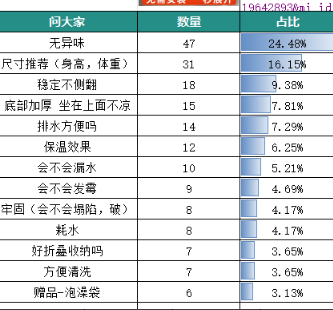 19642893&mi_id
问大家 数量 占比
无异味 47 24.48%
尺寸推荐（身高，体重） 31 16.15%
稳定不侧翻 18 9.38%
底部加厚 坐在上面不凉 15 7.81%
排水方便吗 14 7.29%
保温效果 12 6.25%
会不会漏水 10 5.21%
会不会发霉 9 4.69%
牢固（会不会塌陷，破） 8 4.17%
耗水 8 4.17%
好折叠收纳吗 7 3.65%
方便清洗 7 3.65%
赠品-泡澡袋 6 3.13%